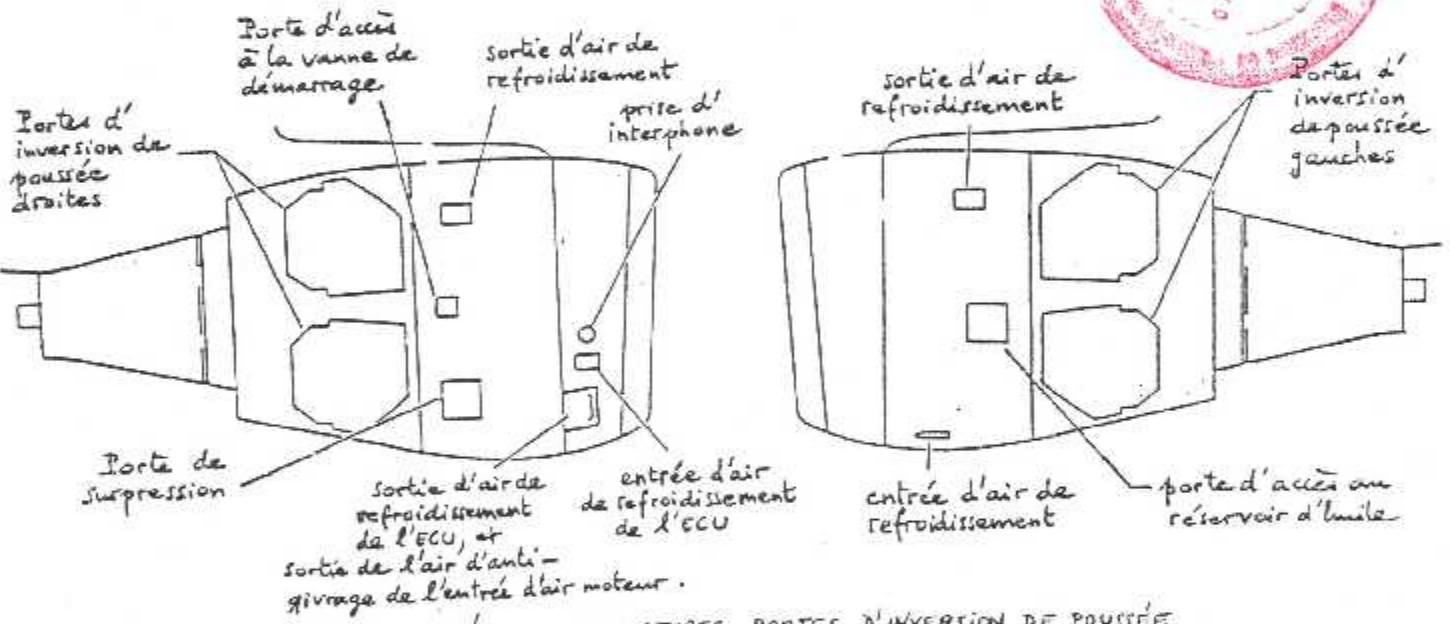 Porte d'accès
à la vanne de
démarrage
sortie d'air de
refroidissement
prise d'
interphone
Portes d'
inversion de
poussée
droites
Porte de
surpression
sortie d'air de
refroidissement
de l'ECU, et
sortie de l'air d'anti-
givrage de l'entrée d'air moteur.
entrée d'air
de refroidissement
de l'ECU
sortie d'air de
refroidissement
Portes d'
inversion
de poussée
gauches
entrée d'air de
refroidissement
porte d'accès au
réservoir d'huile
PORTES D'INVERSION DE POUSSÉE